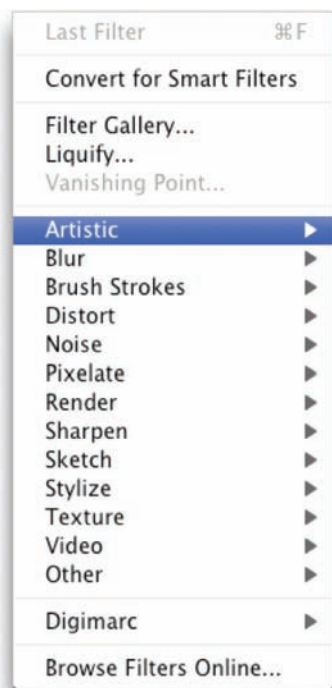 Last Filter ⌘F
Convert for Smart Filters
Filter Gallery...
Liquify...
Vanishing Point...
Artistic
Blur
Brush Strokes
Distort
Noise
Pixelate
Render
Sharpen
Sketch
Stylize
Texture
Video
Other
Digimarc
Browse Filters Online...